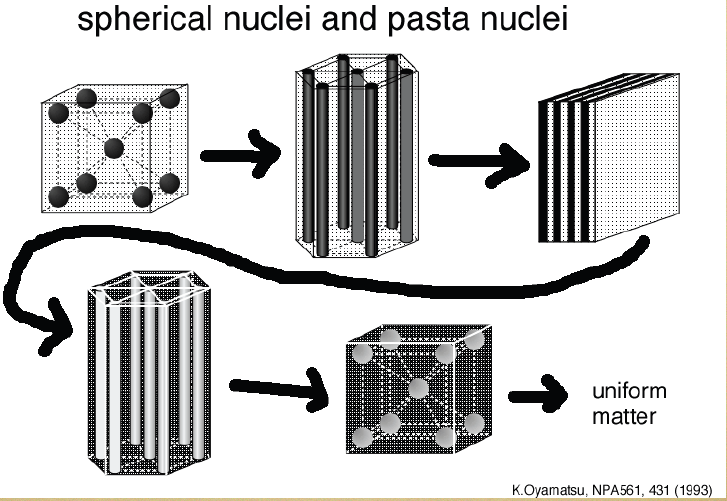 spherical nuclei and pasta nuclei
uniform
matter
K.Oyamatsu, NPA561, 431 (1993)